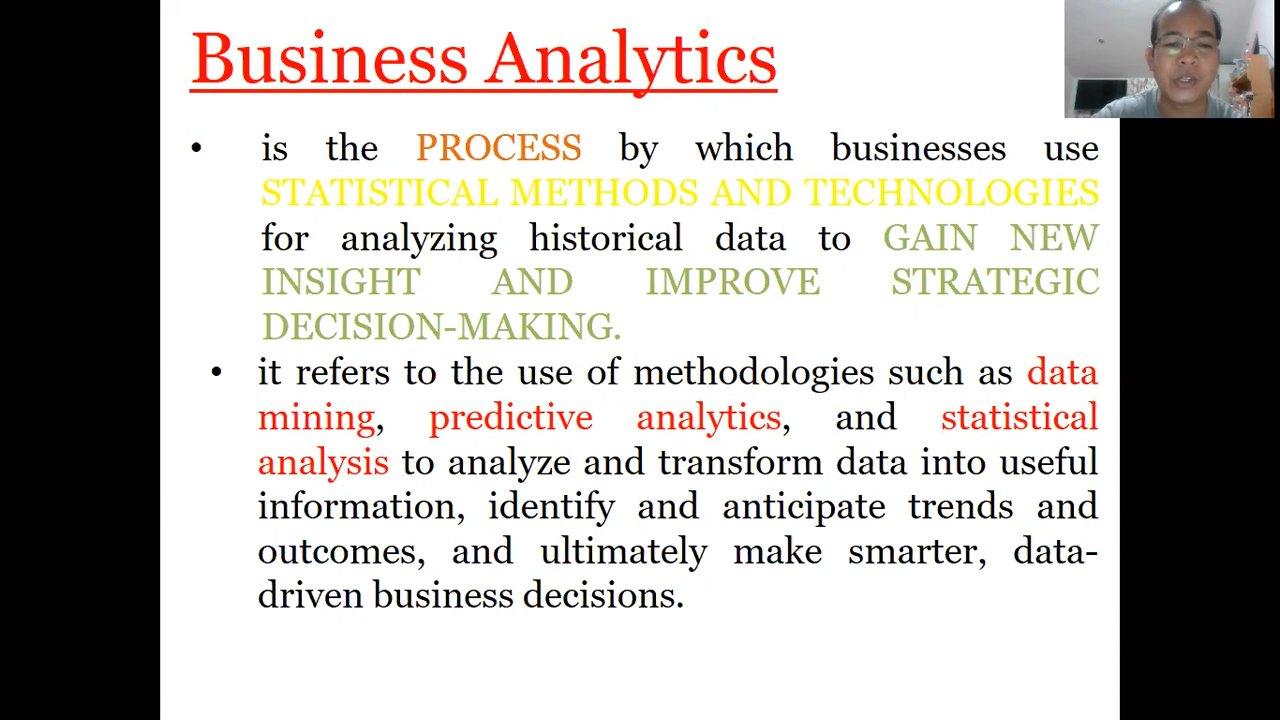 Business Analytics
• is the PROCESS by which businesses use
STATISTICAL METHODS AND TECHNOLOGIES
for analyzing historical data to GAIN NEW
INSIGHT AND IMPROVE STRATEGIC
DECISION-MAKING.
• it refers to the use of methodologies such as data
mining, predictive analytics, and statistical
analysis to analyze and transform data into useful
information, identify and anticipate trends and
outcomes, and ultimately make smarter, data-
driven business decisions.